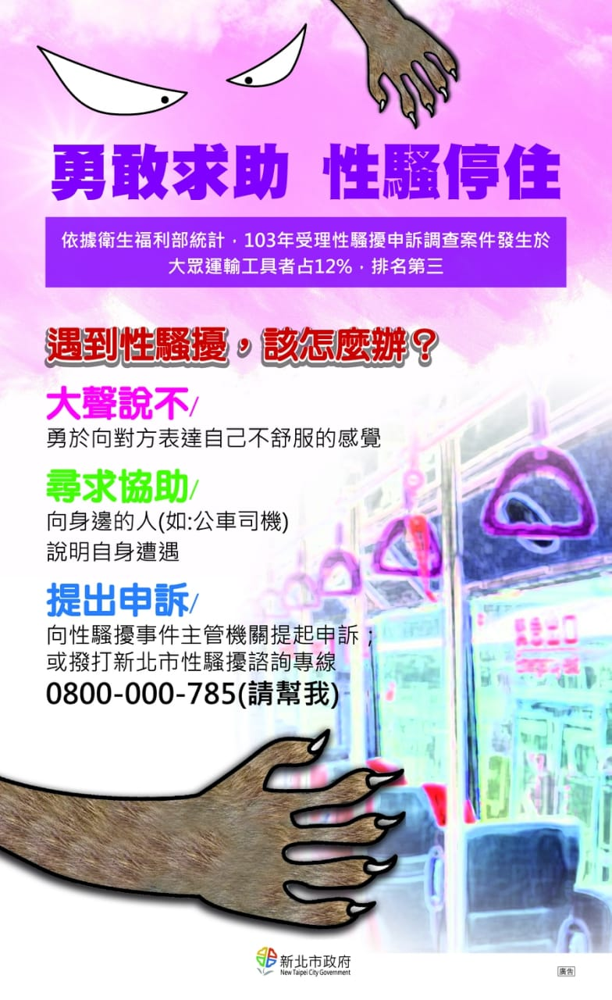 勇敢求助 性騷停住
依據衛生福利部統計，103年受理性騷擾申訴調查案件發生於
大眾運輸工具者占12%，排名第三
遇到性騷擾，該怎麼辦？
大聲說不/
勇於向對方表達自己不舒服的感覺
尋求協助/
向身邊的人(如:公車司機)
說明自身遭遇
提出申訴/
向性騷擾事件主管機關提起申訴；
或撥打新北市性騷擾諮詢專線
0800-000-785(請幫我)
新北市政府
New Taipei City Government
廣告